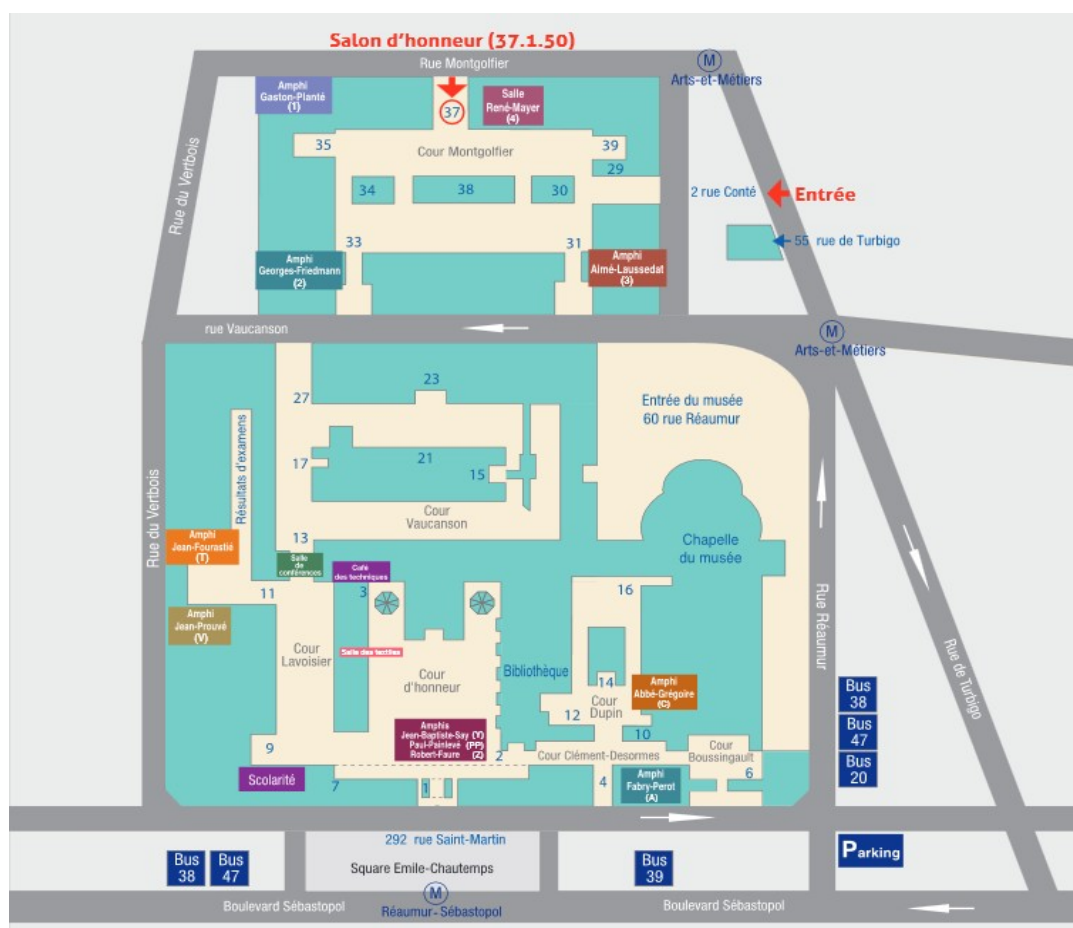 Salon d'honneur (37.1.50)
Rue Montgolfier
M
Arts-et-Métiers
Amphi
Gaston-Planté
(1)
37
Salle
René-Mayer
(4)
35
Cour Montgolfier
39
29
Rue du Vertbois
34
38
30
2 rue Conté
Entrée
55 rue de Turbigo
33
31
Amphi
Georges-Friedmann
(2)
Amphi
Aimé-Laussedat
(3)
rue Vaucanson
M
Arts-et-Métiers
23
27
Entrée du musée
60 rue Réaumur
Résultats d'examens
17
21
15
Cour
Vaucanson
Rue du Vertbois
13
Amphi
Jean-Fourastié
(T)
Salle
de
conférences
Café
des techniques
Chapelle
du musée
11
3
16
Amphi
Jean-Prouvé
(V)
Cour
Lavoisier
Salle des textiles
Cour
d'honneur
Bibliothèque
14
Amphi
Abbé-Grégoire
(C)
Cour
Dupin
12
10
Rue Réaumur
Rue de Turbigo
Bus
38
Bus
47
Bus
20
Amphis
Jean-Baptiste-Say (Y)
Paul-Painlevé (PP)
Robert-Faure (Z)
9
2
Cour Clément-Desormes
Cour
Boussingault
Scolarité
7
1
4
Amphi
Fabry-Perot
(A)
6
292 rue Saint-Martin
Square Emile-Chautemps
Bus
38
Bus
47
Bus
39
Parking
M
Réaumur-Sébastopol
Boulevard Sébastopol
Boulevard Sébastopol